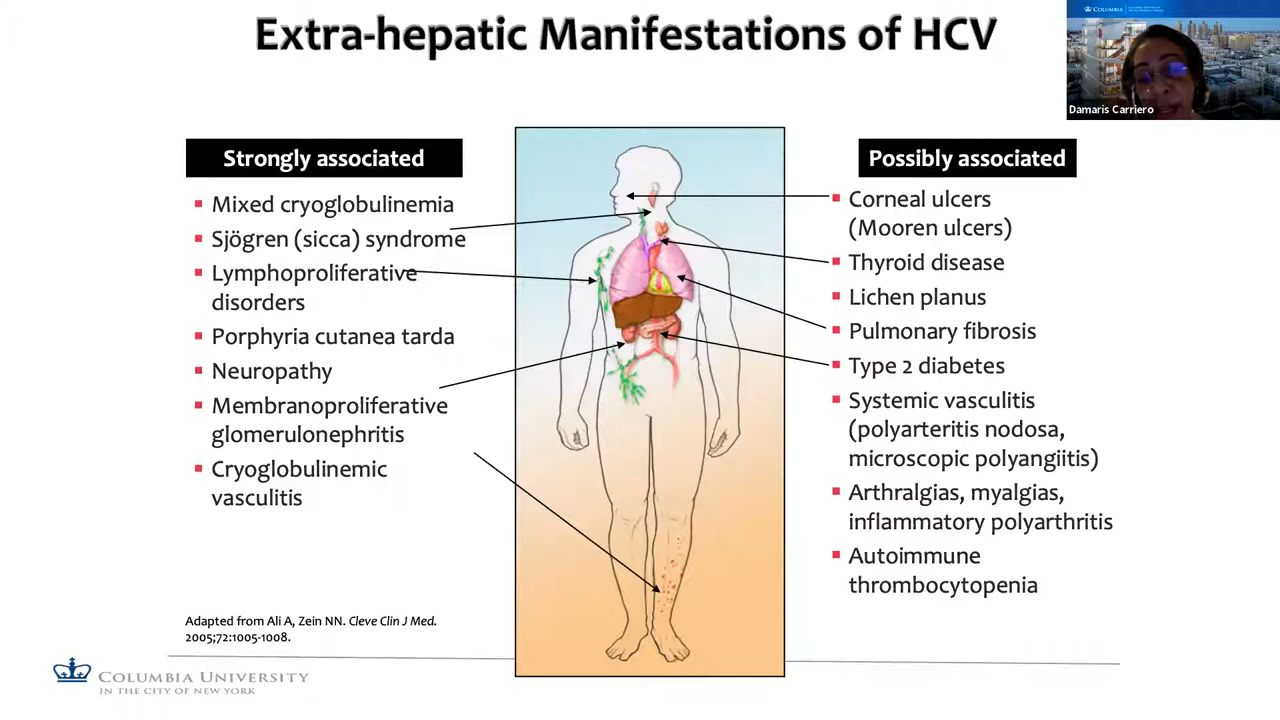 Extra-hepatic Manifestations of HCV
COLUMBIA
Damaris Carriero
Strongly associated
Mixed cryoglobulinemia
Sjögren (sicca) syndrome
Lymphoproliferative
disorders
Porphyria cutanea tarda
Neuropathy
Membranoproliferative
glomerulonephritis
Cryoglobulinemic
vasculitis
Possibly associated
Corneal ulcers
(Mooren ulcers)
Thyroid disease
Lichen planus
Pulmonary fibrosis
Type 2 diabetes
Systemic vasculitis
(polyarteritis nodosa,
microscopic polyangiitis)
Arthralgias, myalgias,
inflammatory polyarthritis
Autoimmune
thrombocytopenia
Adapted from Ali A, Zein NN. Cleve Clin J Med.
2005;72:1005-1008.
COLUMBIA UNIVERSITY
IN THE CITY OF NEW YORK